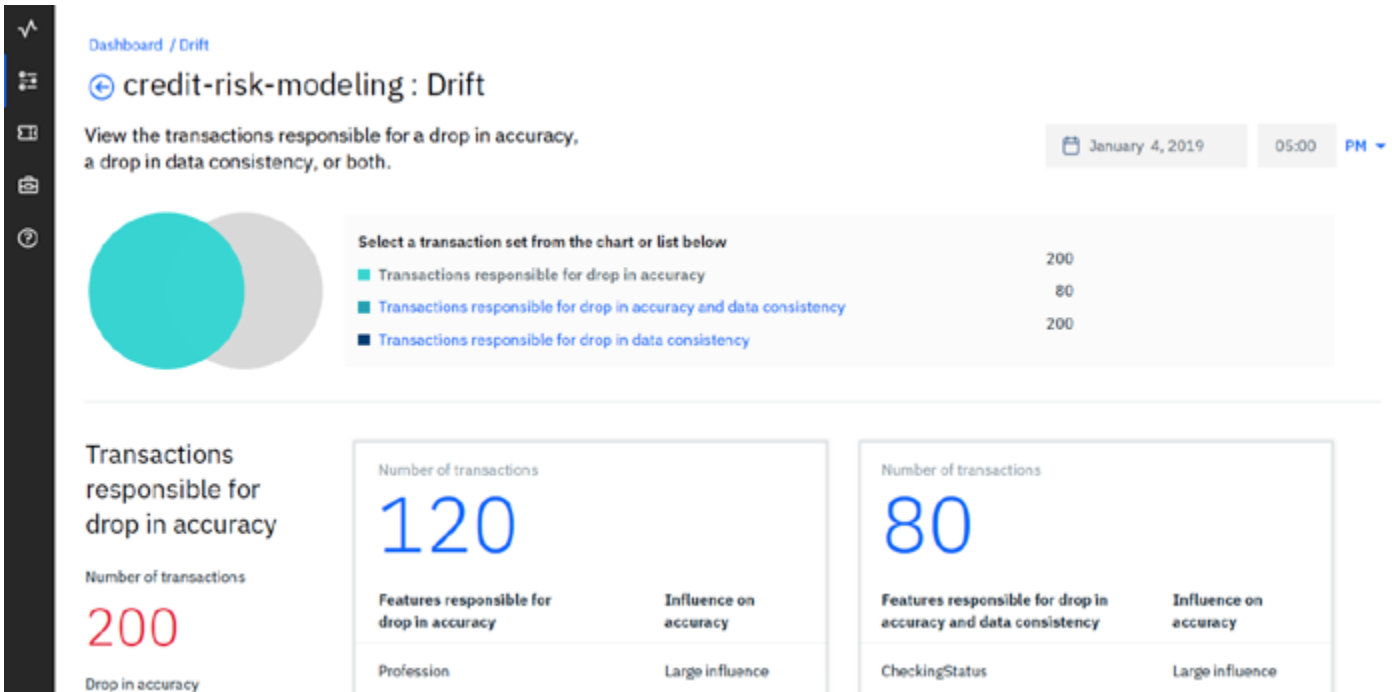 Dashboard / Drift
credit-risk-modeling : Drift
View the transactions responsible for a drop in accuracy,
a drop in data consistency, or both.
January 4, 2019
05:00
PM
Select a transaction set from the chart or list below
Transactions responsible for drop in accuracy
200
Transactions responsible for drop in accuracy and data consistency
80
Transactions responsible for drop in data consistency
200
Transactions
responsible for
drop in accuracy
Number of transactions
200
Drop in accuracy
Number of transactions
120
Features responsible for
drop in accuracy
Influence on
accuracy
Profession
Large influence
Number of transactions
80
Features responsible for drop in
accuracy and data consistency
Influence on
accuracy
CheckingStatus
Large influence